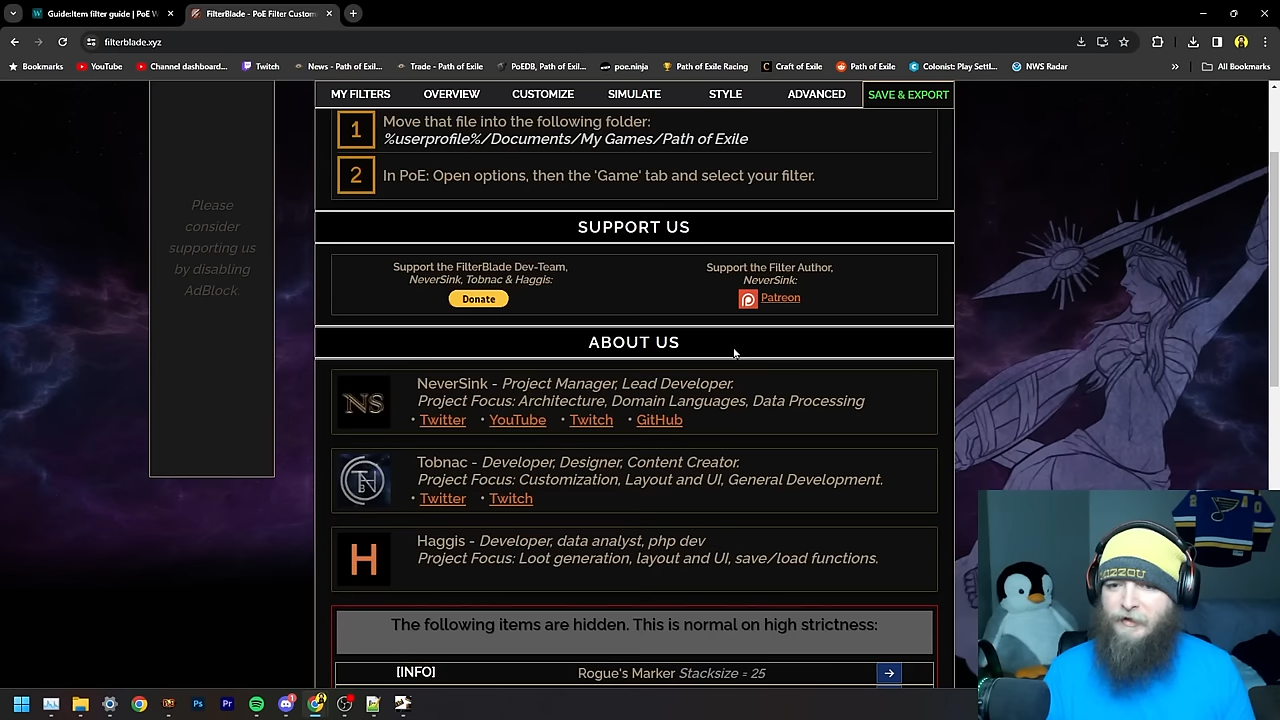 Guide:Item filter guide | PoE W
FilterBlade - PoE Filter Custom
filterblade.xyz
Bookmarks
YouTube
Channel dashboard...
Twitch
News - Path of Exil...
Trade - Path of Exile
PoEDB, Path of Exil...
poe.ninja
Path of Exile Racing
Craft of Exile
Path of Exile
Colonist: Play Settl...
NWS Radar
All Bookmarks
MY FILTERS
OVERVIEW
CUSTOMIZE
SIMULATE
STYLE
ADVANCED
SAVE & EXPORT
1
Move that file into the following folder:
%userprofile%/Documents/My Games/Path of Exile
2
In PoE: Open options, then the 'Game' tab and select your filter.
Please
consider
supporting us
by disabling
AdBlock.
SUPPORT US
Support the FilterBlade Dev-Team,
NeverSink, Tobnac & Haggis:
Donate
Support the Filter Author,
NeverSink:
Patreon
ABOUT US
NS
NeverSink - Project Manager, Lead Developer.
Project Focus: Architecture, Domain Languages, Data Processing
• Twitter • YouTube • Twitch • GitHub
Tobnac - Developer, Designer, Content Creator.
Project Focus: Customization, Layout and UI, General Development.
• Twitter • Twitch
H
Haggis - Developer, data analyst, php dev
Project Focus: Loot generation, layout and UI, save/load functions.
The following items are hidden. This is normal on high strictness:
[INFO]
Rogue's Marker Stacksize = 25
MIZZOU